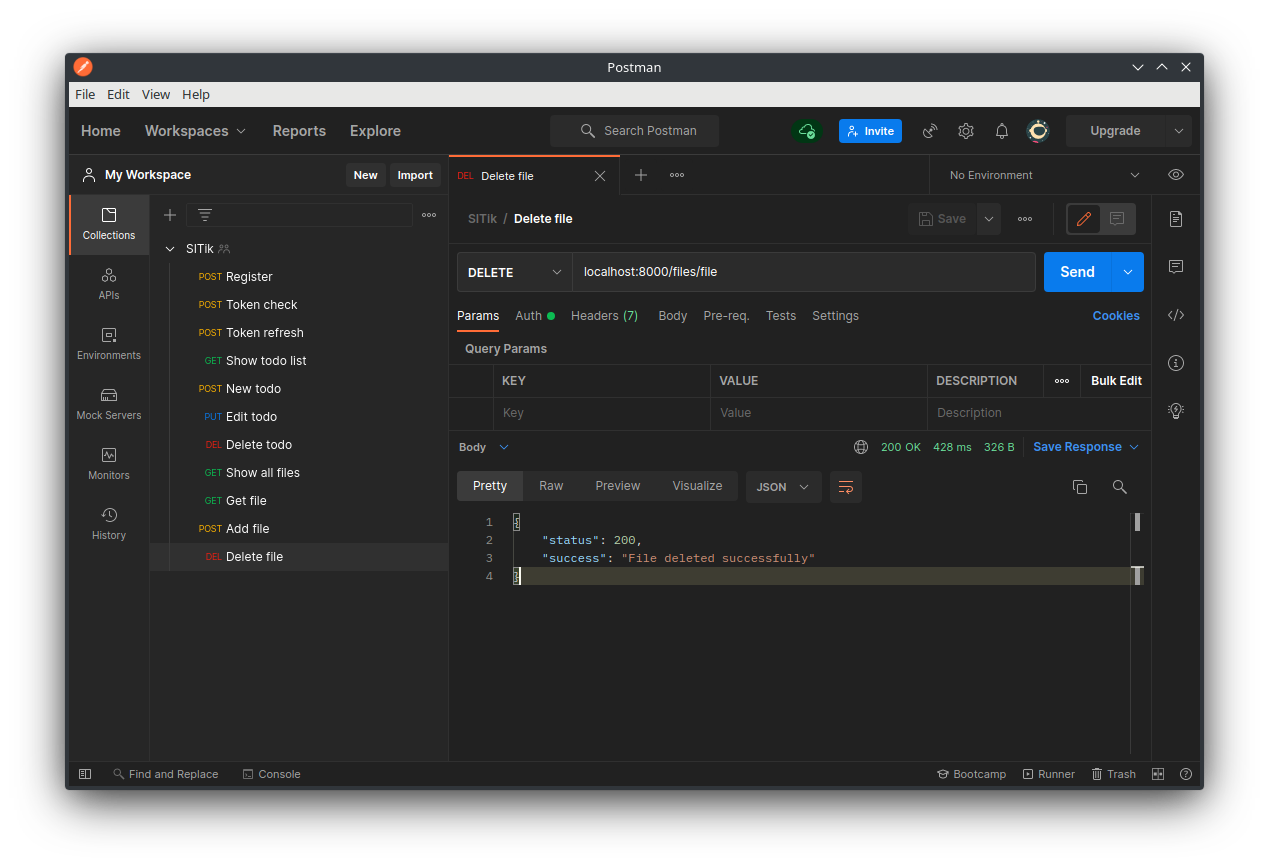 Postman
File Edit View Help
Home Workspaces Reports Explore Search Postman Invite Upgrade
My Workspace New Import
DEL Delete file
No Environment
Collections
APIs
Environments
Mock Servers
Monitors
History
SITik
POST Register
POST Token check
POST Token refresh
GET Show todo list
POST New todo
PUT Edit todo
DEL Delete todo
GET Show all files
GET Get file
POST Add file
DEL Delete file
SITik / Delete file Save
DELETE localhost:8000/files/file Send
Params Auth Headers (7) Body Pre-req. Tests Settings Cookies
Query Params
KEY VALUE DESCRIPTION Bulk Edit
Key Value Description
Body 200 OK 428 ms 326 B Save Response
Pretty Raw Preview Visualize JSON
1 {
2 "status": 200,
3 "success": "File deleted successfully"
4 }
Find and Replace Console Bootcamp Runner Trash